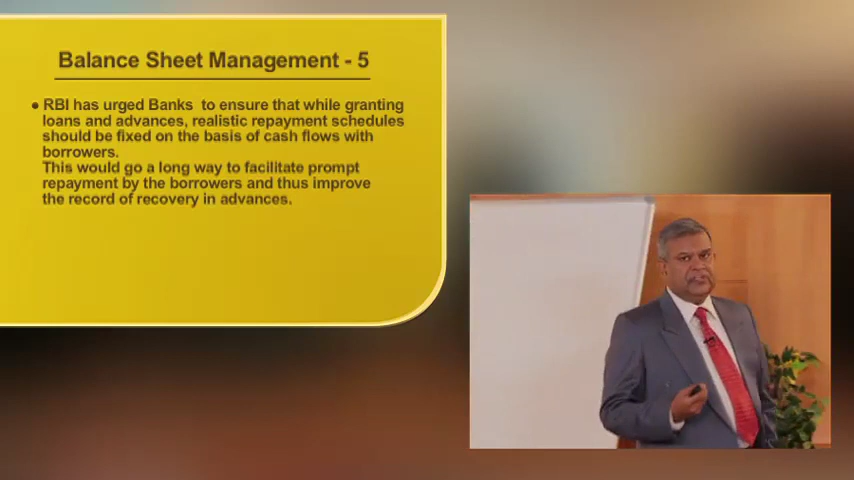 Balance Sheet Management - 5
● RBI has urged Banks to ensure that while granting
loans and advances, realistic repayment schedules
should be fixed on the basis of cash flows with
borrowers.
This would go a long way to facilitate prompt
repayment by the borrowers and thus improve
the record of recovery in advances.